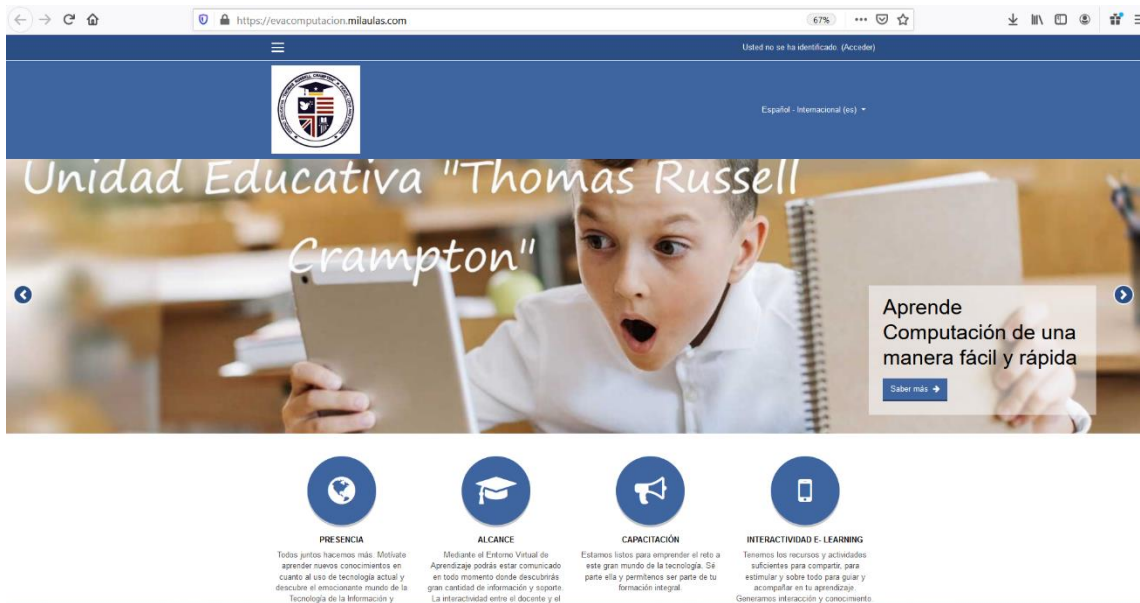 https://evacomputacion.milaulas.com
67%
Usted no se ha identificado. (Acceder)
Español - Internacional (es)
Unidad Educativa "Thomas Russell
Crampton"
Aprende
Computación de una
manera fácil y rápida
Saber más
PRESENCIA
Todos juntos hacemos más. Motívate
aprender nuevos conocimientos en
cuanto al uso de tecnología actual y
descubre el emocionante mundo de la
Tecnología de la Información y
ALCANCE
Mediante el Entorno Virtual de
Aprendizaje podrás estar comunicado
en todo momento donde descubrirás
gran cantidad de información y soporte.
La interactividad entre el docente y el
CAPACITACIÓN
Estamos listos para emprender el reto a
este gran mundo de la tecnología. Sé
parte ella y permítenos ser parte de tu
formación integral.
INTERACTIVIDAD E- LEARNING
Tenemos los recursos y actividades
suficientes para compartir, para
estimular y sobre todo para guiar y
acompañar en tu aprendizaje.
Generamos interacción y conocimiento.